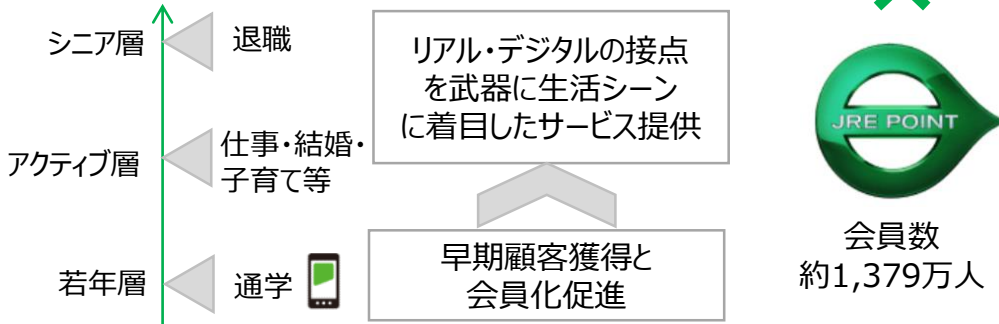 シニア層
退職
リアル・デジタルの接点
を武器に生活シーン
に着目したサービス提供
アクティブ層
仕事・結婚・
子育て等
若年層
通学
早期顧客獲得と
会員化促進
JRE POINT
会員数
約1,379万人